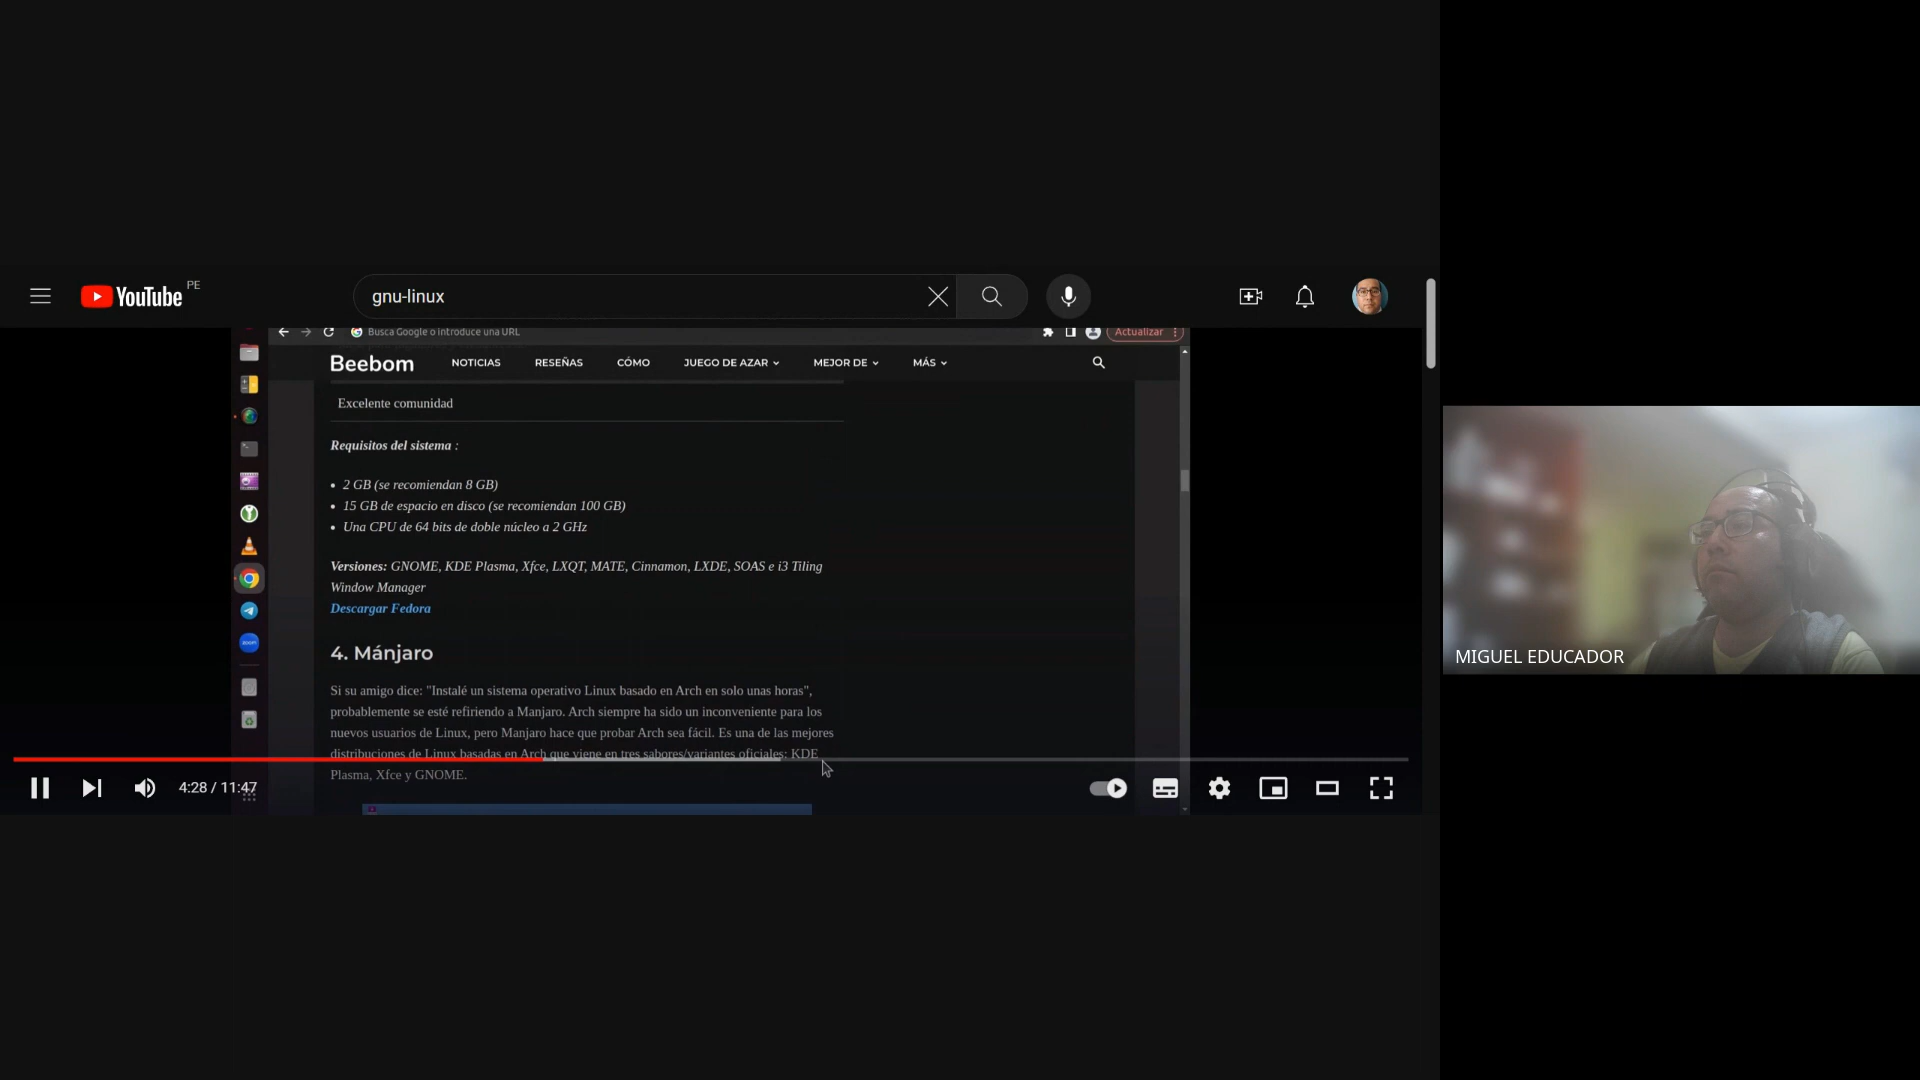 YouTube PE
gnu-linux
Busca Google o introduce una URL
Actualizar
Beebom
NOTICIAS
RESEÑAS
CÓMO
JUEGO DE AZAR
MEJOR DE
MÁS
Excelente comunidad
Requisitos del sistema :
• 2 GB (se recomiendan 8 GB)
• 15 GB de espacio en disco (se recomiendan 100 GB)
• Una CPU de 64 bits de doble núcleo a 2 GHz
Versiones: GNOME, KDE Plasma, Xfce, LXQT, MATE, Cinnamon, LXDE, SOAS e i3 Tiling
Window Manager
Descargar Fedora
zoom
4. Mánjaro
Si su amigo dice: "Instalé un sistema operativo Linux basado en Arch en solo unas horas",
probablemente se esté refiriendo a Manjaro. Arch siempre ha sido un inconveniente para los
nuevos usuarios de Linux, pero Manjaro hace que probar Arch sea fácil. Es una de las mejores
distribuciones de Linux basadas en Arch que viene en tres sabores/variantes oficiales: KDE
Plasma, Xfce y GNOME.
4:28 / 11:47
MIGUEL EDUCADOR